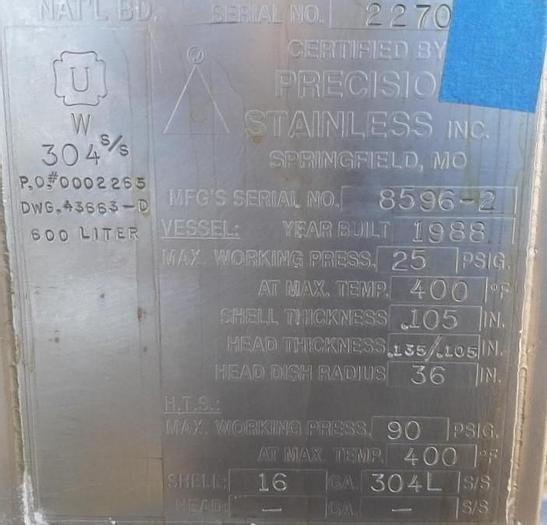 NAT'L BD. SERIAL NO. 2270
U
W
304 S/S
P.O.# 0002265
DWG. 43663-D
600 LITER
CERTIFIED BY
PRECISIO
STAINLESS INC.
SPRINGFIELD, MO
MFG'S SERIAL NO. 8596-2
VESSEL: YEAR BUILT 1988
MAX. WORKING PRESS. 25 PSIG.
AT MAX. TEMP. 400 °F
SHELL THICKNESS .105 IN.
HEAD THICKNESS .135/.105 IN.
HEAD DISH RADIUS 36 IN.
H.T.S.:
MAX. WORKING PRESS. 90 PSIG.
AT MAX. TEMP. 400 °F
SHELL: 16 GA. 304L S/S
HEAD: - GA. - S/S